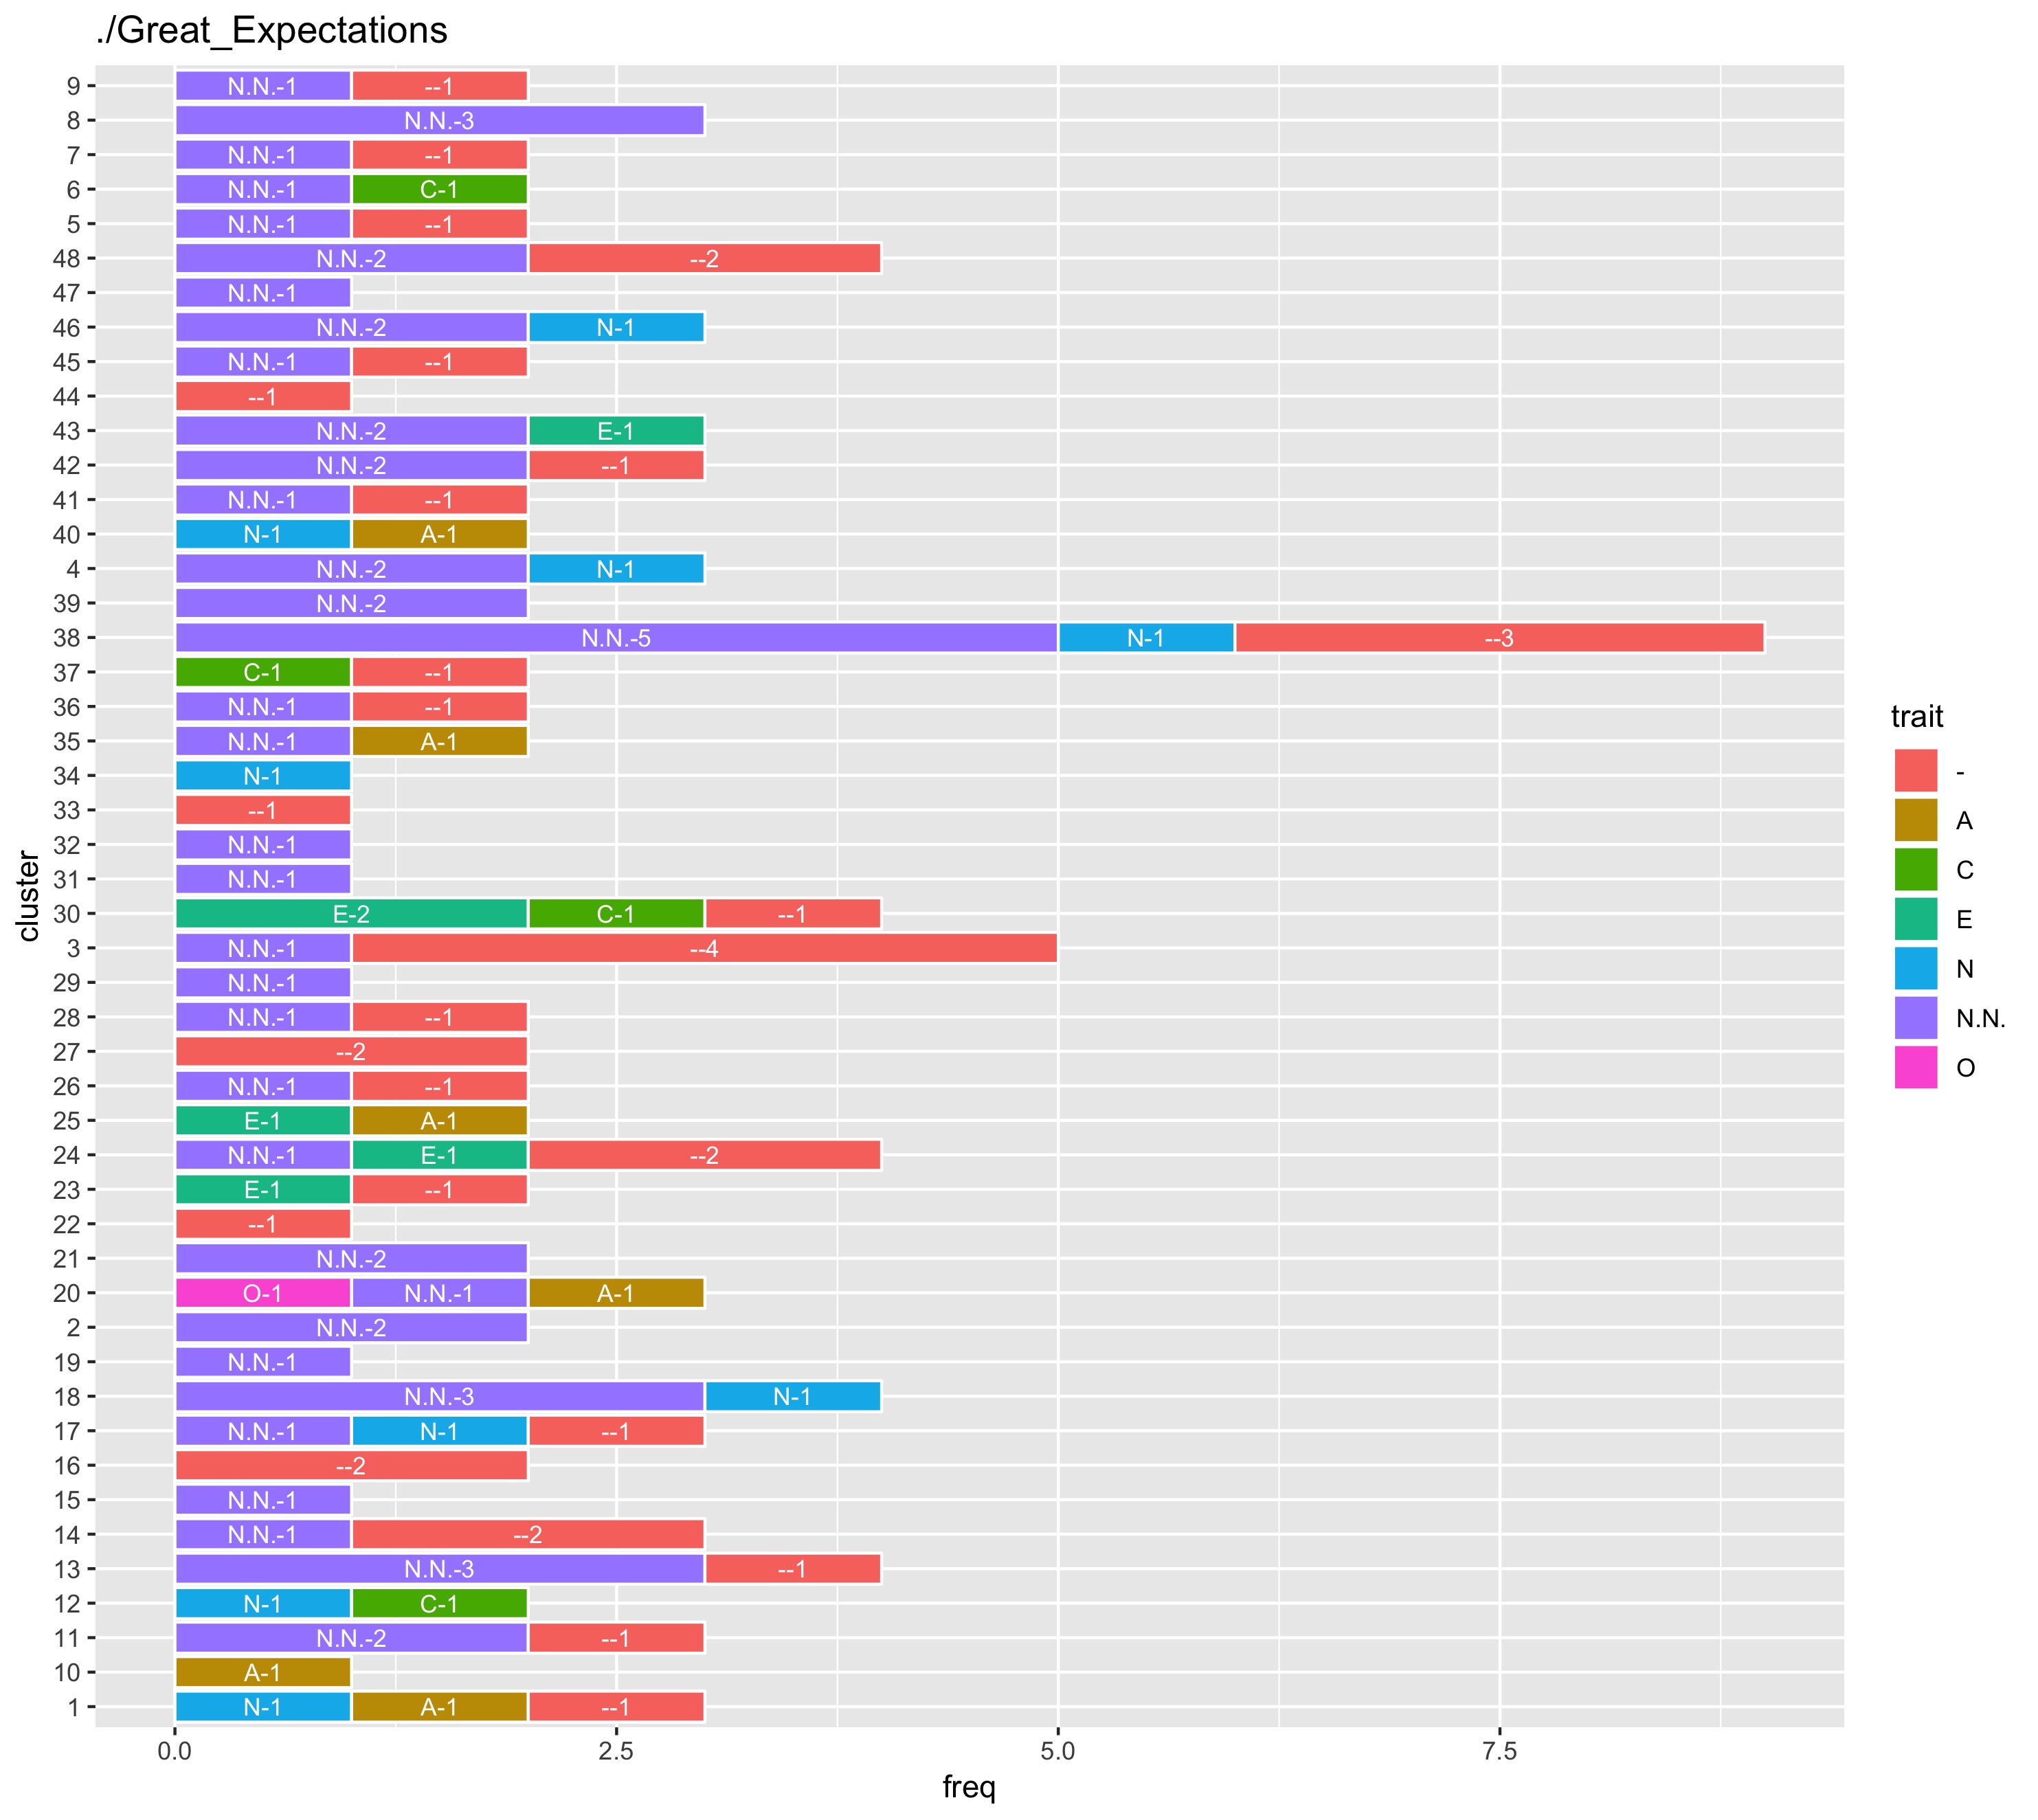 ./Great_Expectations
9 N.N.-1 --1
8 N.N.-3
7 N.N.-1 --1
6 N.N.-1 C-1
5 N.N.-1 --1
48 N.N.-2 --2
47 N.N.-1
46 N.N.-2 N-1
45 N.N.-1 --1
44 --1
43 N.N.-2 E-1
42 N.N.-2 --1
41 N.N.-1 --1
40 N-1 A-1
4 N.N.-2 N-1
39 N.N.-2
38 N.N.-5 N-1 --3
37 C-1 --1
36 N.N.-1 --1
35 N.N.-1 A-1
34 N-1
33 --1
32 N.N.-1
31 N.N.-1
30 E-2 C-1 --1
3 N.N.-1 --4
29 N.N.-1
28 N.N.-1 --1
27 --2
26 N.N.-1 --1
25 E-1 A-1
24 N.N.-1 E-1 --2
23 E-1 --1
22 --1
21 N.N.-2
20 O-1 N.N.-1 A-1
2 N.N.-2
19 N.N.-1
18 N.N.-3 N-1
17 N.N.-1 N-1 --1
16 --2
15 N.N.-1
14 N.N.-1 --2
13 N.N.-3 --1
12 N-1 C-1
11 N.N.-2 --1
10 A-1
1 N-1 A-1 --1
0.0 2.5 5.0 7.5
freq
cluster
trait
-
A
C
E
N
N.N.
O